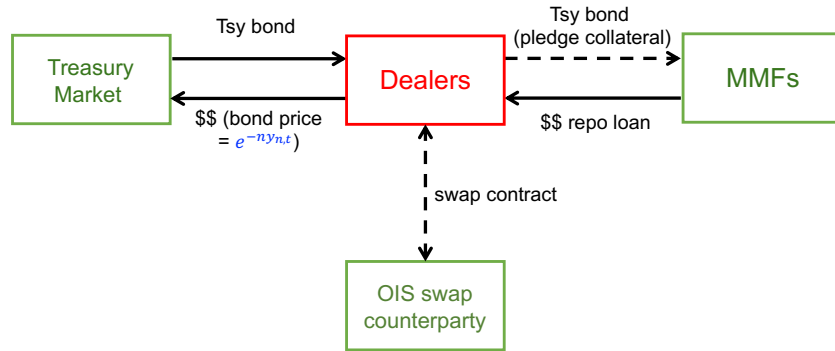 Tsy bond
Tsy bond
(pledge collateral)
Treasury
Market
Dealers
MMFs
$$ (bond price
= e^{-ny_{n,t}})
$$ repo loan
swap contract
OIS swap
counterparty